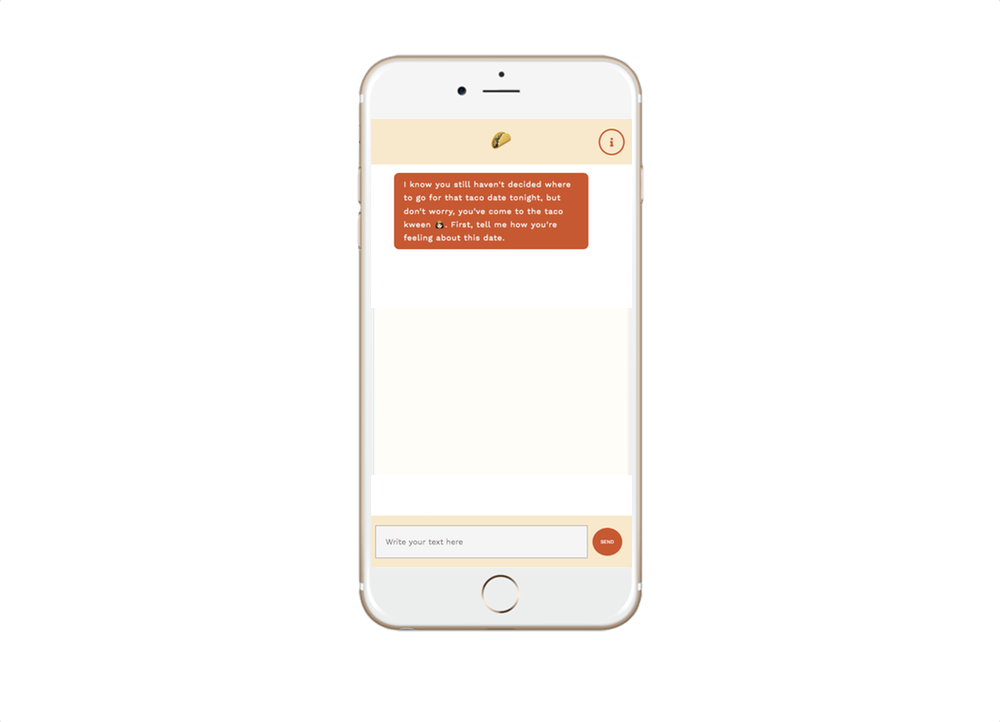 i
I know you still haven't decided where
to go for that taco date tonight, but
don't worry, you've come to the taco
kween 👸. First, tell me how you're
feeling about this date.
Write your text here
SEND